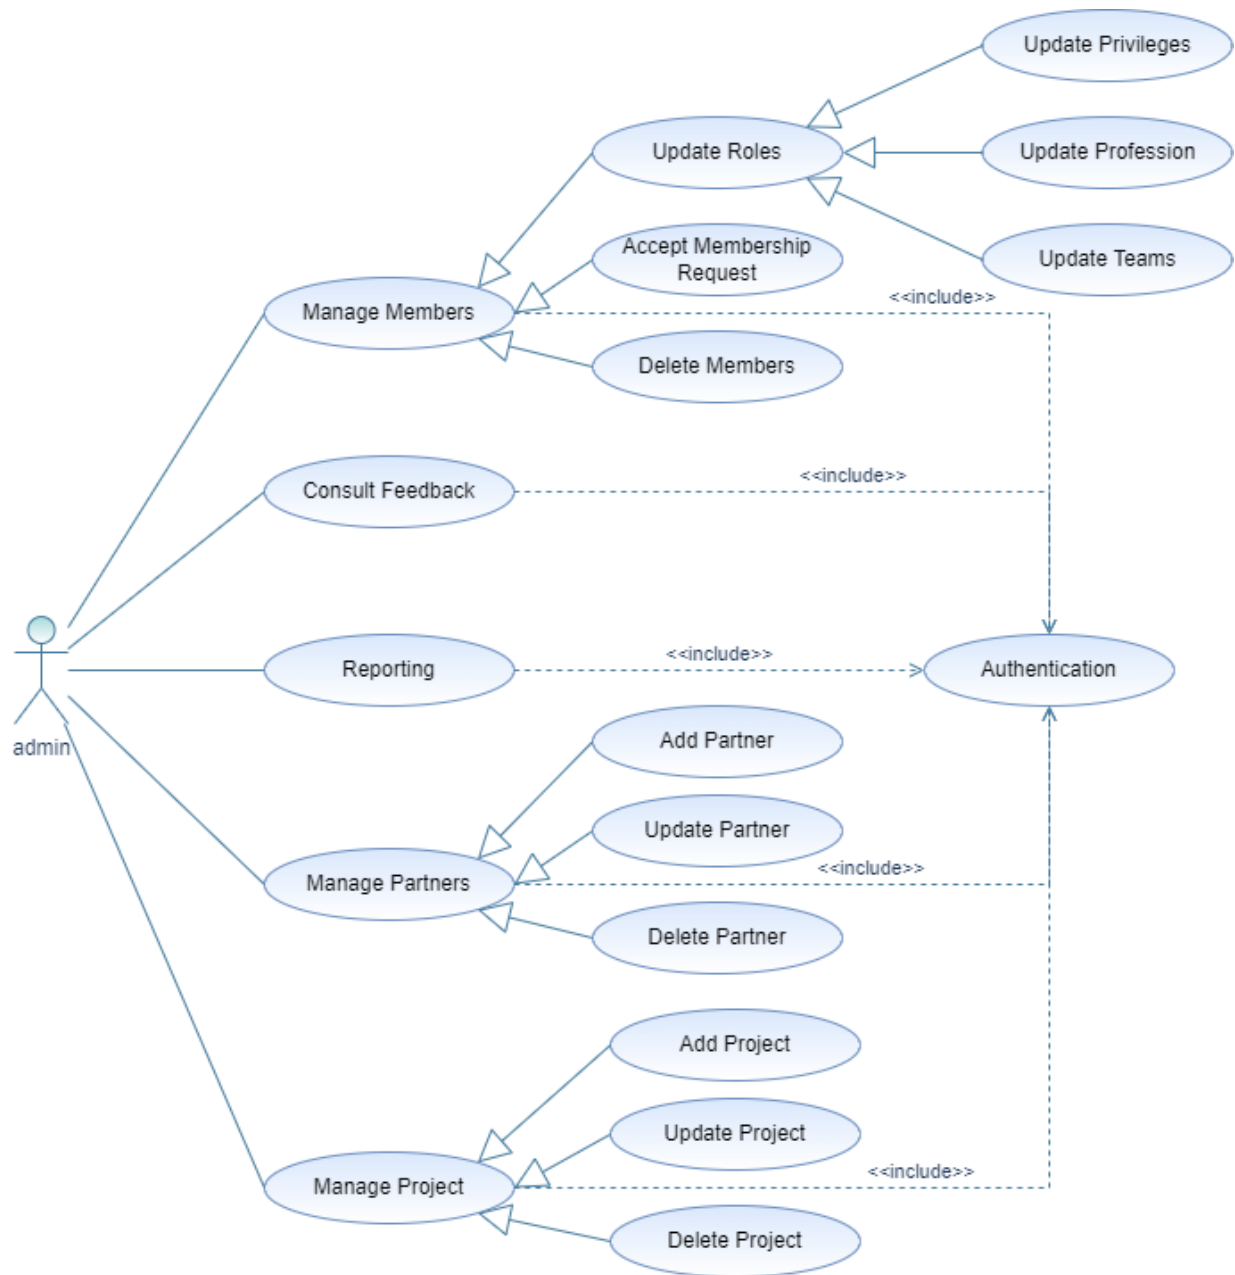 Update Privileges
Update Roles
Update Profession
Accept Membership
Request
Update Teams
Manage Members
<<include>>
Delete Members
Consult Feedback
<<include>>
admin
Reporting
<<include>>
Authentication
Add Partner
Update Partner
Manage Partners
<<include>>
Delete Partner
Add Project
Update Project
Manage Project
<<include>>
Delete Project